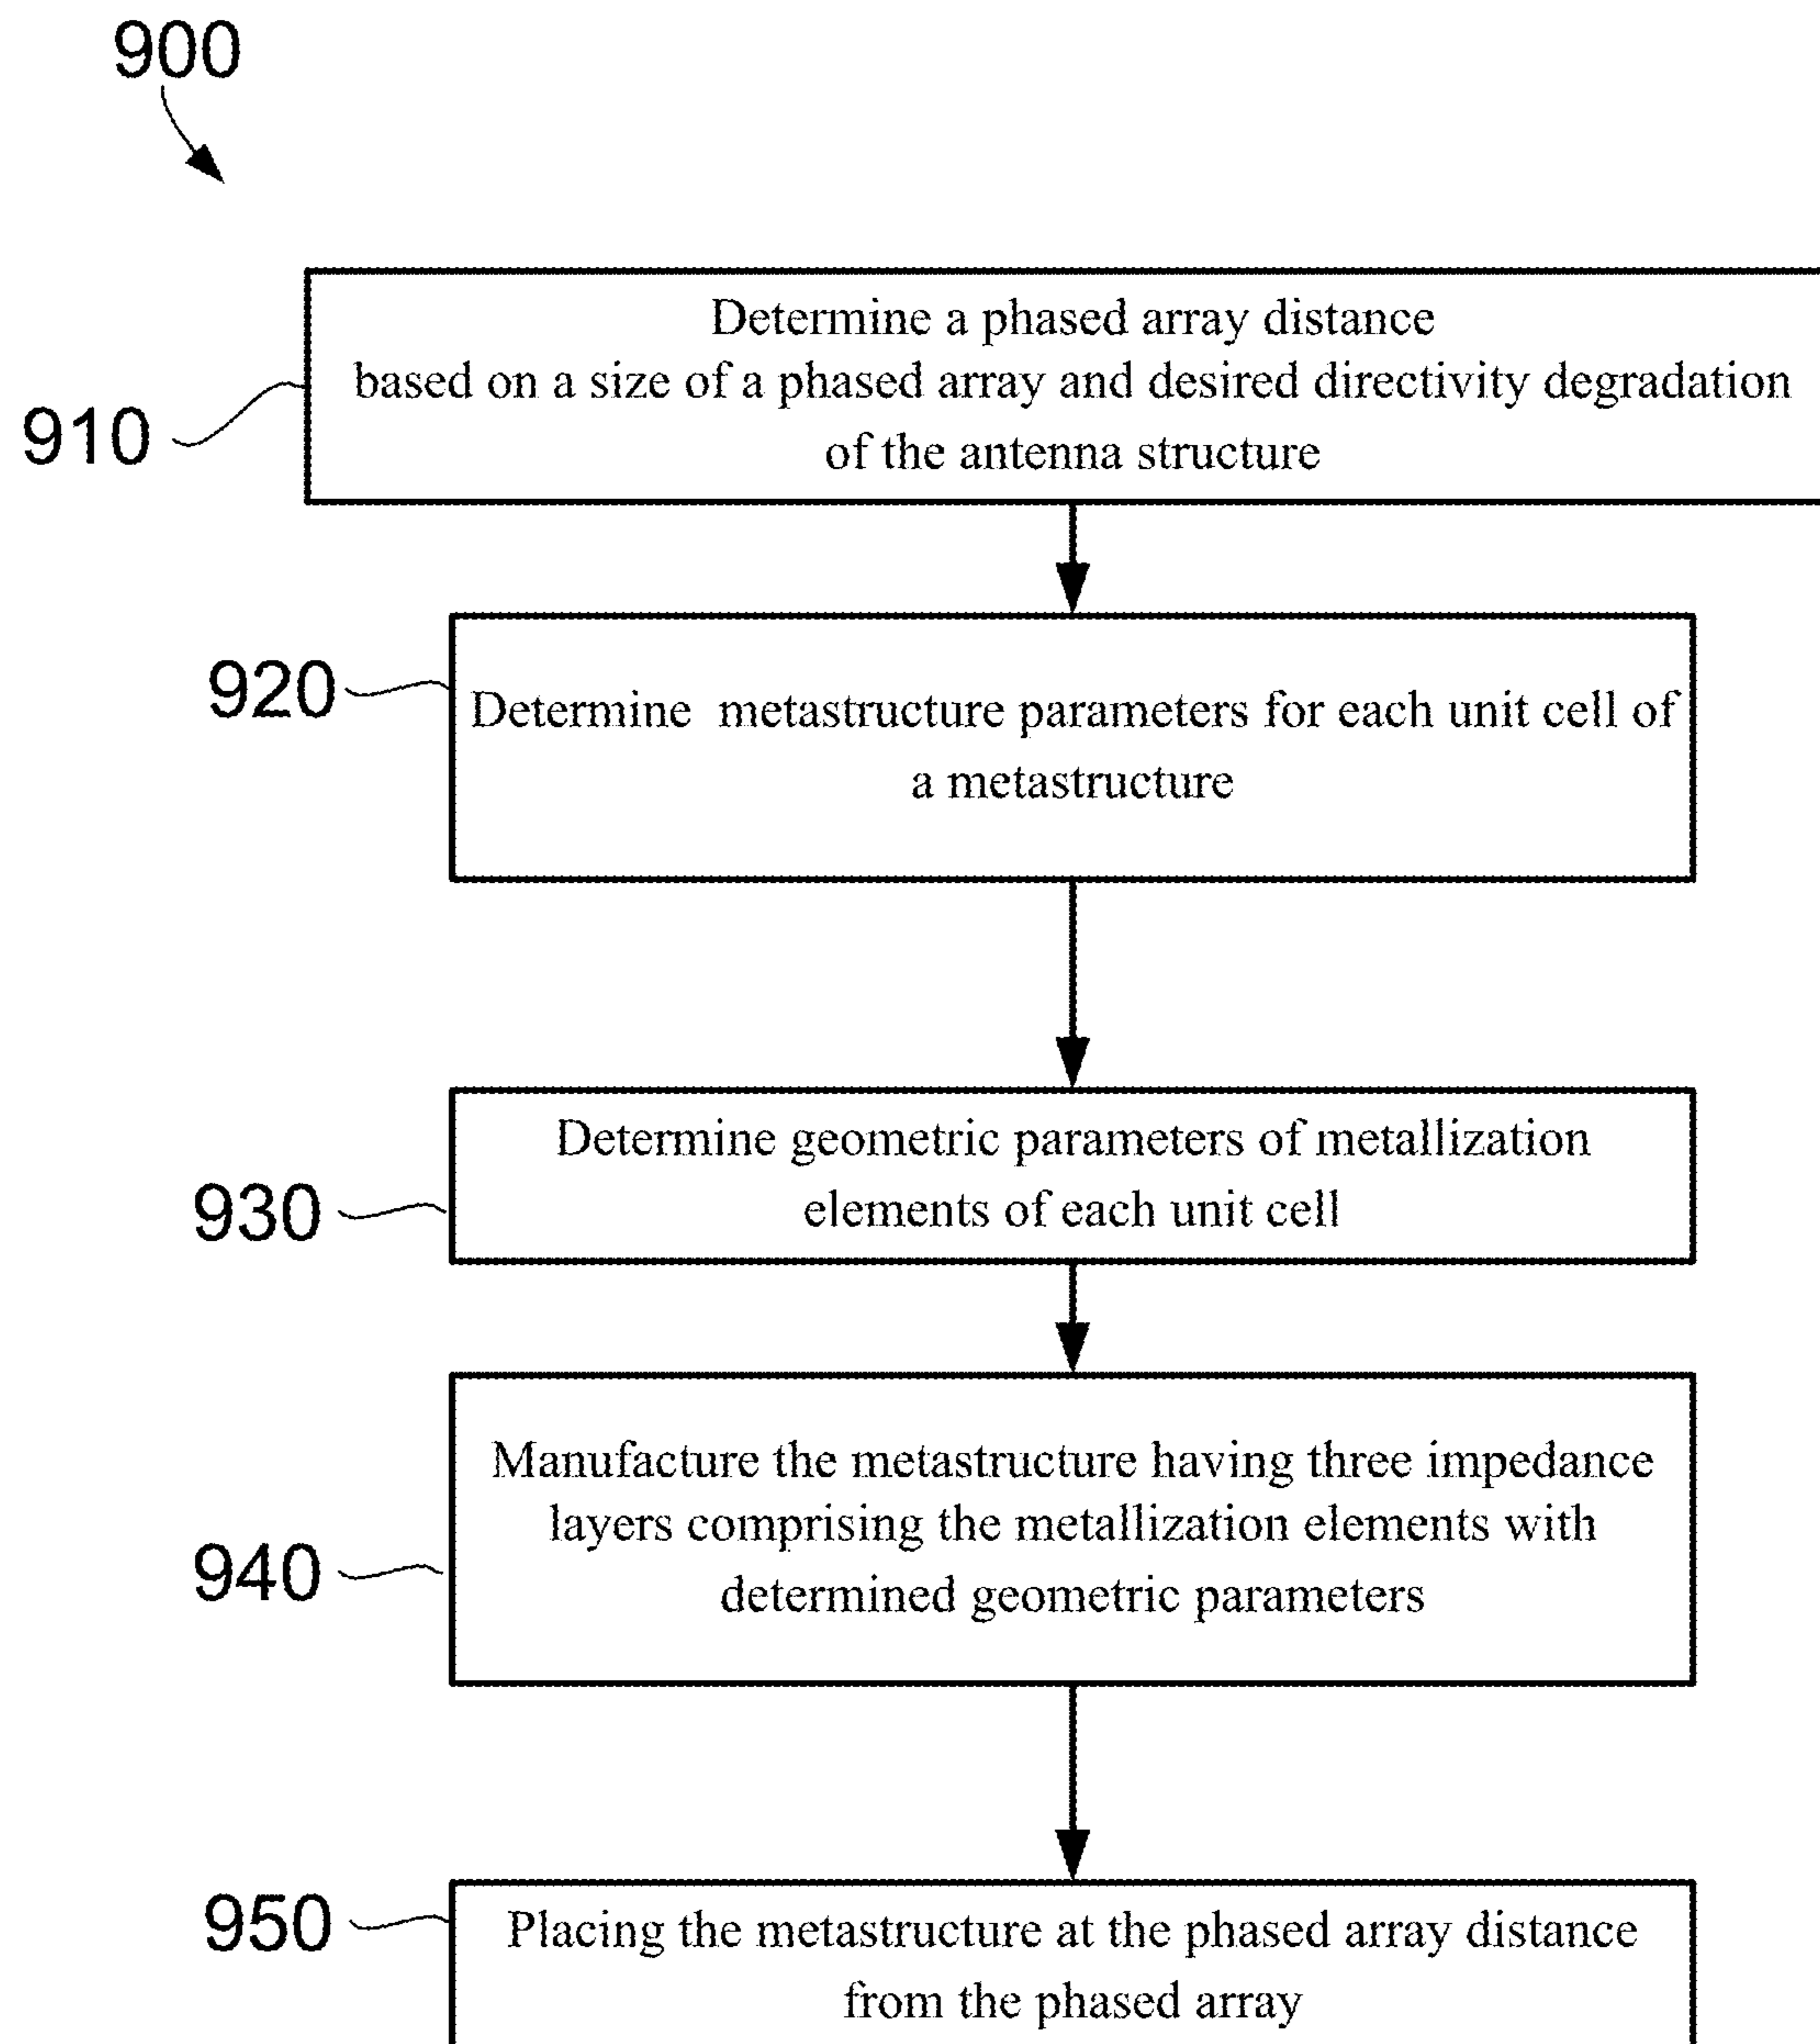 900
Determine a phased array distance
based on a size of a phased array and desired directivity degradation
of the antenna structure
910
920
Determine metastructure parameters for each unit cell of
a metastructure
Determine geometric parameters of metallization
elements of each unit cell
930
Manufacture the metastructure having three impedance
layers comprising the metallization elements with
determined geometric parameters
940
950
Placing the metastructure at the phased array distance
from the phased array